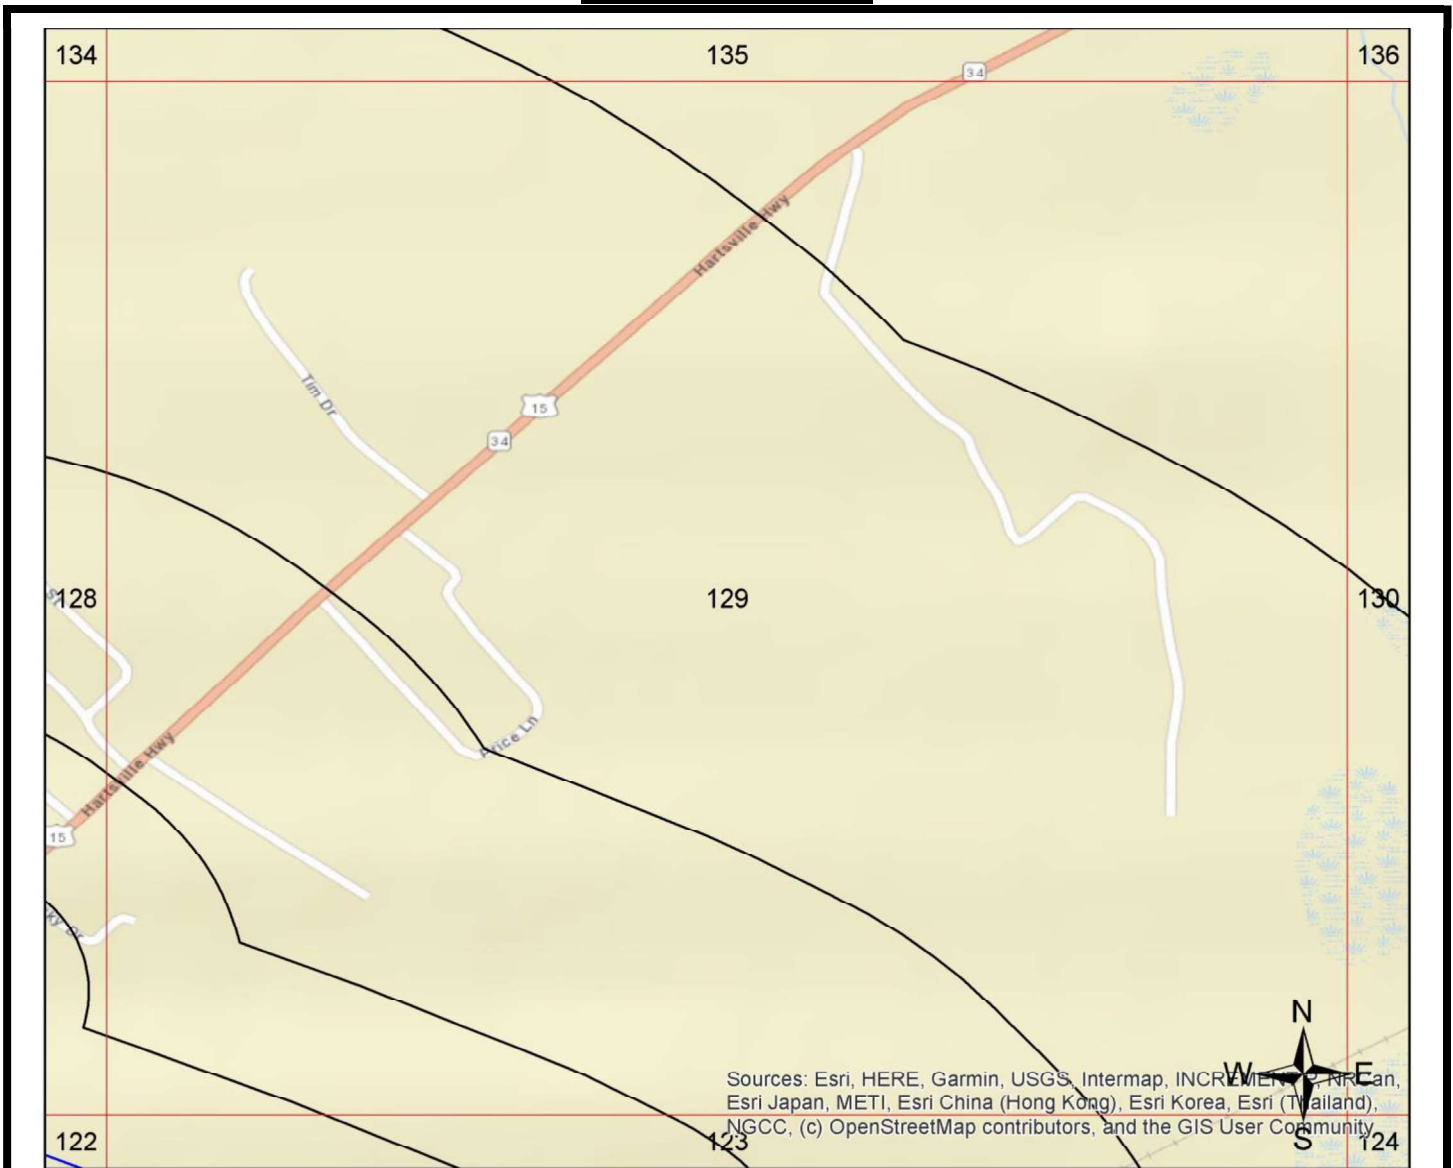 134
135
136
34
Hartsville Hwy
Tim Dr
15
34
128
129
130
Price Ln
Hartsville Hwy
15
ky Dr
N
W
E
S
Sources: Esri, HERE, Garmin, USGS, Intermap, INCREMENT P, NRCan,
Esri Japan, METI, Esri China (Hong Kong), Esri Korea, Esri (Thailand),
NGCC, (c) OpenStreetMap contributors, and the GIS User Community
122
123
124